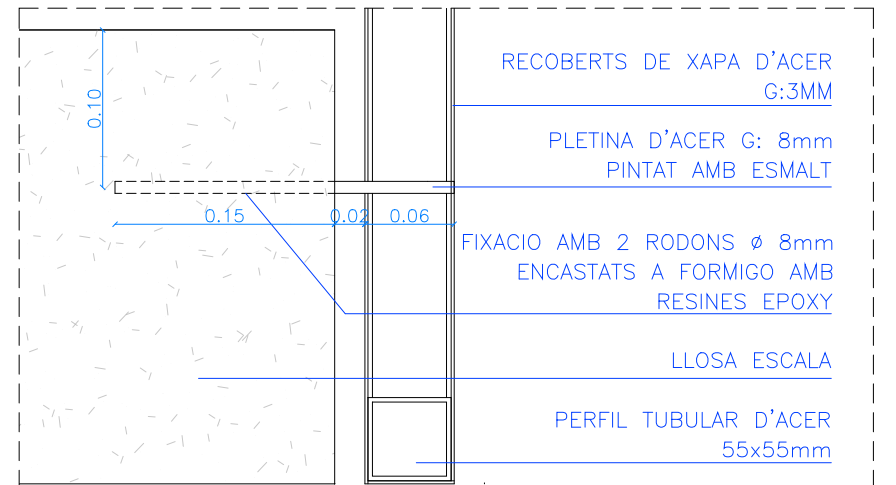 RECOBERTS DE XAPA D'ACER
G:3MM
0.10
PLETINA D'ACER G: 8mm
PINTAT AMB ESMALT
0.15 0.02 0.06
FIXACIO AMB 2 RODONS ø 8mm
ENCASTATS A FORMIGO AMB
RESINES EPOXY
LLOSA ESCALA
PERFIL TUBULAR D'ACER
55x55mm